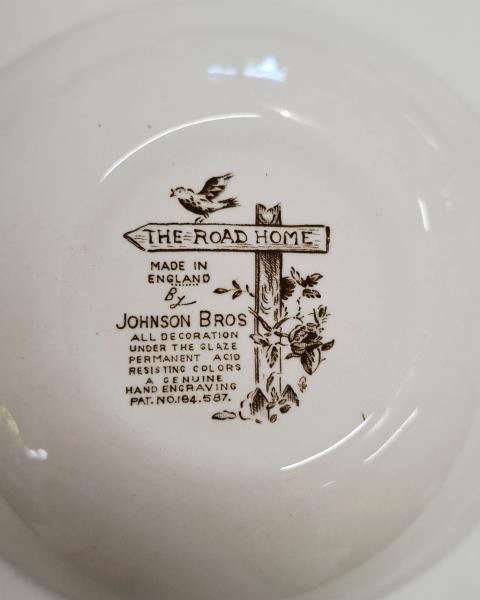 THE ROAD HOME
MADE IN
ENGLAND
By
JOHNSON BROS
ALL DECORATION
UNDER THE GLAZE
PERMANENT ACID
RESISTING COLORS
A GENUINE
HAND ENGRAVING
PAT. NO.184.587.